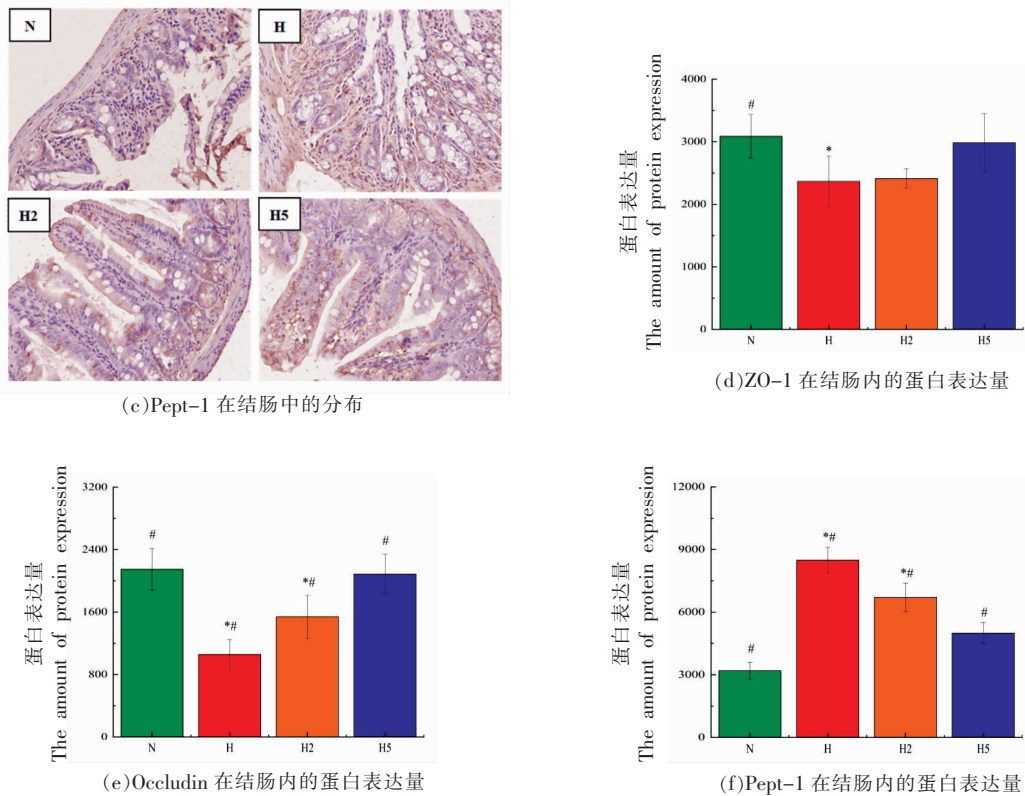 N
H
H2
H5
(c)Pept-1 在结肠中的分布
蛋白表达量
The amount of protein expression
4000
3000
2000
1000
0
#
*
N
H
H2
H5
(d)ZO-1 在结肠内的蛋白表达量
蛋白表达量
The amount of protein expression
3200
2400
1600
800
0
#
*#
*#
#
N
H
H2
H5
(e)Occludin 在结肠内的蛋白表达量
蛋白表达量
The amount of protein expression
12000
9000
6000
3000
0
#
*#
*#
#
N
H
H2
H5
(f)Pept-1 在结肠内的蛋白表达量